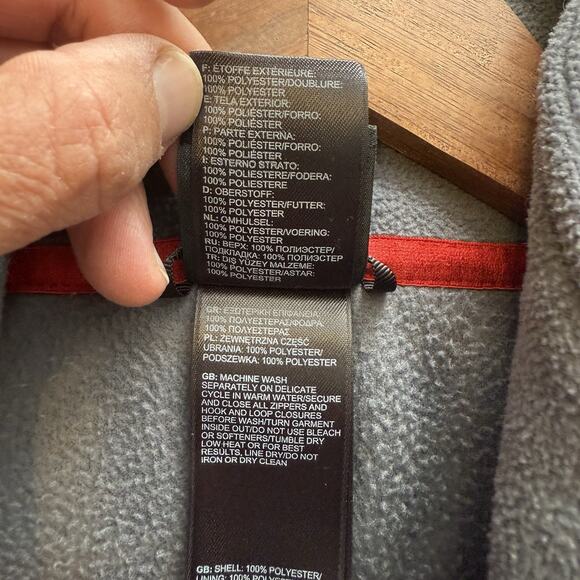 F: ÉTOFFE EXTÉRIEURE:
100% POLYESTER/DOUBLURE:
100% POLYESTER
E: TELA EXTERIOR:
100% POLIÉSTER/FORRO:
100% POLIÉSTER
P: PARTE EXTERNA:
100% POLIÉSTER/FORRO:
100% POLIÉSTER
I: ESTERNO STRATO:
100% POLIESTERE/FODERA:
100% POLIESTERE
D: OBERSTOFF:
100% POLYESTER/FUTTER:
100% POLYESTER
NL: OMHULSEL:
100% POLYESTER/VOERING:
100% POLYESTER
RU: ВЕРХ: 100% ПОЛИЭСТЕР/
ПОДКЛАДКА: 100% ПОЛИЭСТЕР
TR: DIŞ YÜZEY MALZEME:
100% POLYESTER/ASTAR:
100% POLYESTER
GR: ΕΞΩΤΕΡΙΚΗ ΕΠΙΦΑΝΕΙΑ:
100% ΠΟΛΥΕΣΤΕΡΑΣ/ΦΟΔΡΑ:
100% ΠΟΛΥΕΣΤΕΡΑΣ
PL: ZEWNĘTRZNA CZĘŚĆ
UBRANIA: 100% POLYESTER/
PODSZEWKA: 100% POLYESTER
GB: MACHINE WASH
SEPARATELY ON DELICATE
CYCLE IN WARM WATER/SECURE
AND CLOSE ALL ZIPPERS AND
HOOK AND LOOP CLOSURES
BEFORE WASH/TURN GARMENT
INSIDE OUT/DO NOT USE BLEACH
OR SOFTENERS/TUMBLE DRY
LOW HEAT OR FOR BEST
RESULTS, LINE DRY/DO NOT
IRON OR DRY CLEAN
GB: SHELL: 100% POLYESTER/
LINING: 100% POLYESTER